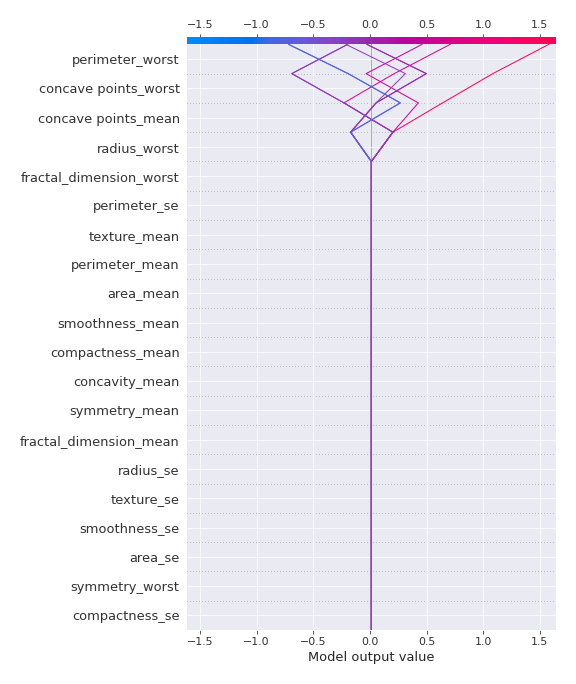 −1.5 −1.0 −0.5 0.0 0.5 1.0 1.5
perimeter_worst
concave points_worst
concave points_mean
radius_worst
fractal_dimension_worst
perimeter_se
texture_mean
perimeter_mean
area_mean
smoothness_mean
compactness_mean
concavity_mean
symmetry_mean
fractal_dimension_mean
radius_se
texture_se
smoothness_se
area_se
symmetry_worst
compactness_se
−1.5 −1.0 −0.5 0.0 0.5 1.0 1.5
Model output value